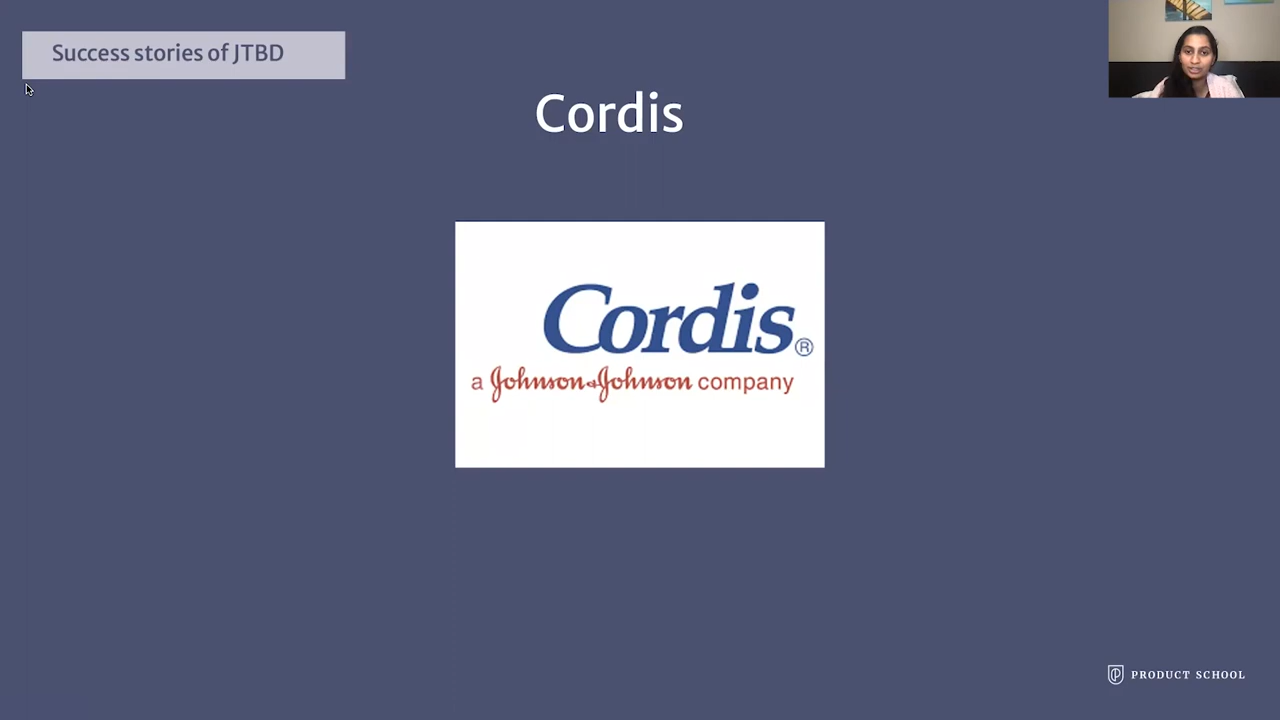 Success stories of JTBD
Cordis
Cordis®
a Johnson & Johnson company
PRODUCT SCHOOL